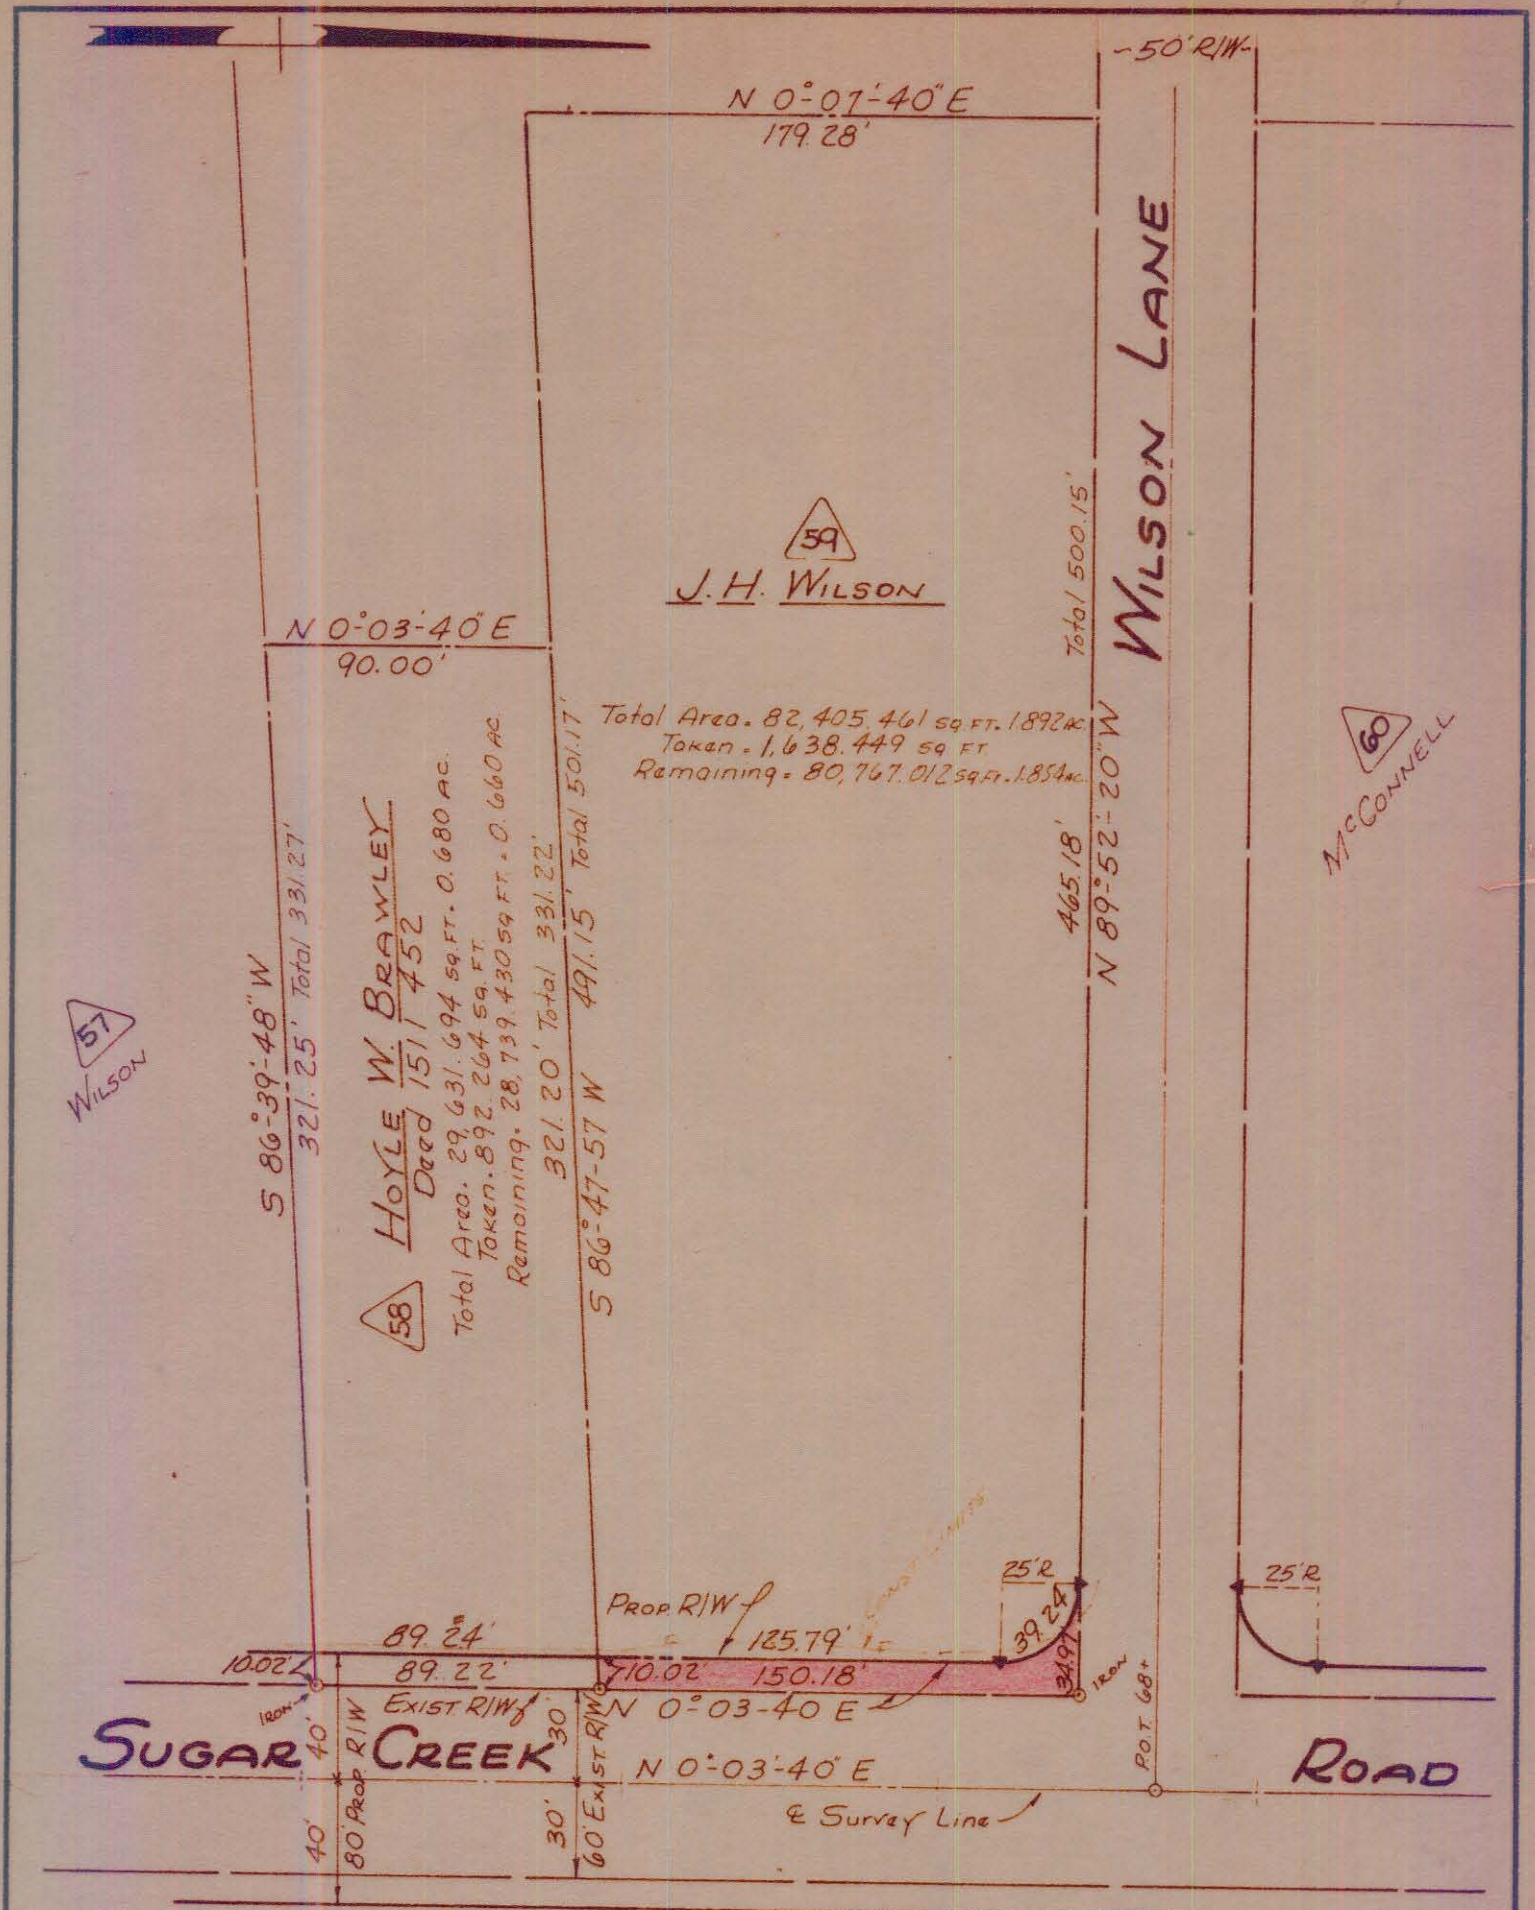 -50' R/W-
N 0°-07'-40" E
179.28'
WILSON LANE
59
J. H. WILSON
Total 500.15'
N 0°-03'-40" E
90.00'
Total Area = 82,405.461 SQ. FT. 1.892 AC.
Taken = 1,638.449 SQ FT.
Remaining = 80,767.012 SQ. FT. 1.854 AC.
60
McCONNELL
465.18'
N 89°-52'-20" W
57
WILSON
S 86°-39'-48" W
321.25' Total 331.27'
58 HOYLE W. BRAWLEY
Deed 1511 / 452
Total Area = 29,631.694 SQ. FT. = 0.680 AC.
Taken = 892.264 SQ. FT.
Remaining = 28,739.430 SQ FT. = 0.660 AC
321.20' Total 331.22'
S 86°-47-57 W 491.15' Total 501.17'
25' R
25' R
PROP. R/W
89.24'
125.79'
39.24
10.02'
89.22'
10.02'
150.18'
34.97
IRON
IRON
EXIST R/W
N 0°-03-40 E
SUGAR CREEK ROAD
40'
80' PROP. R/W
30'
60' EXIST R/W
N 0°-03'-40" E
P.O.T. 68+
40'
30'
℄ Survey Line